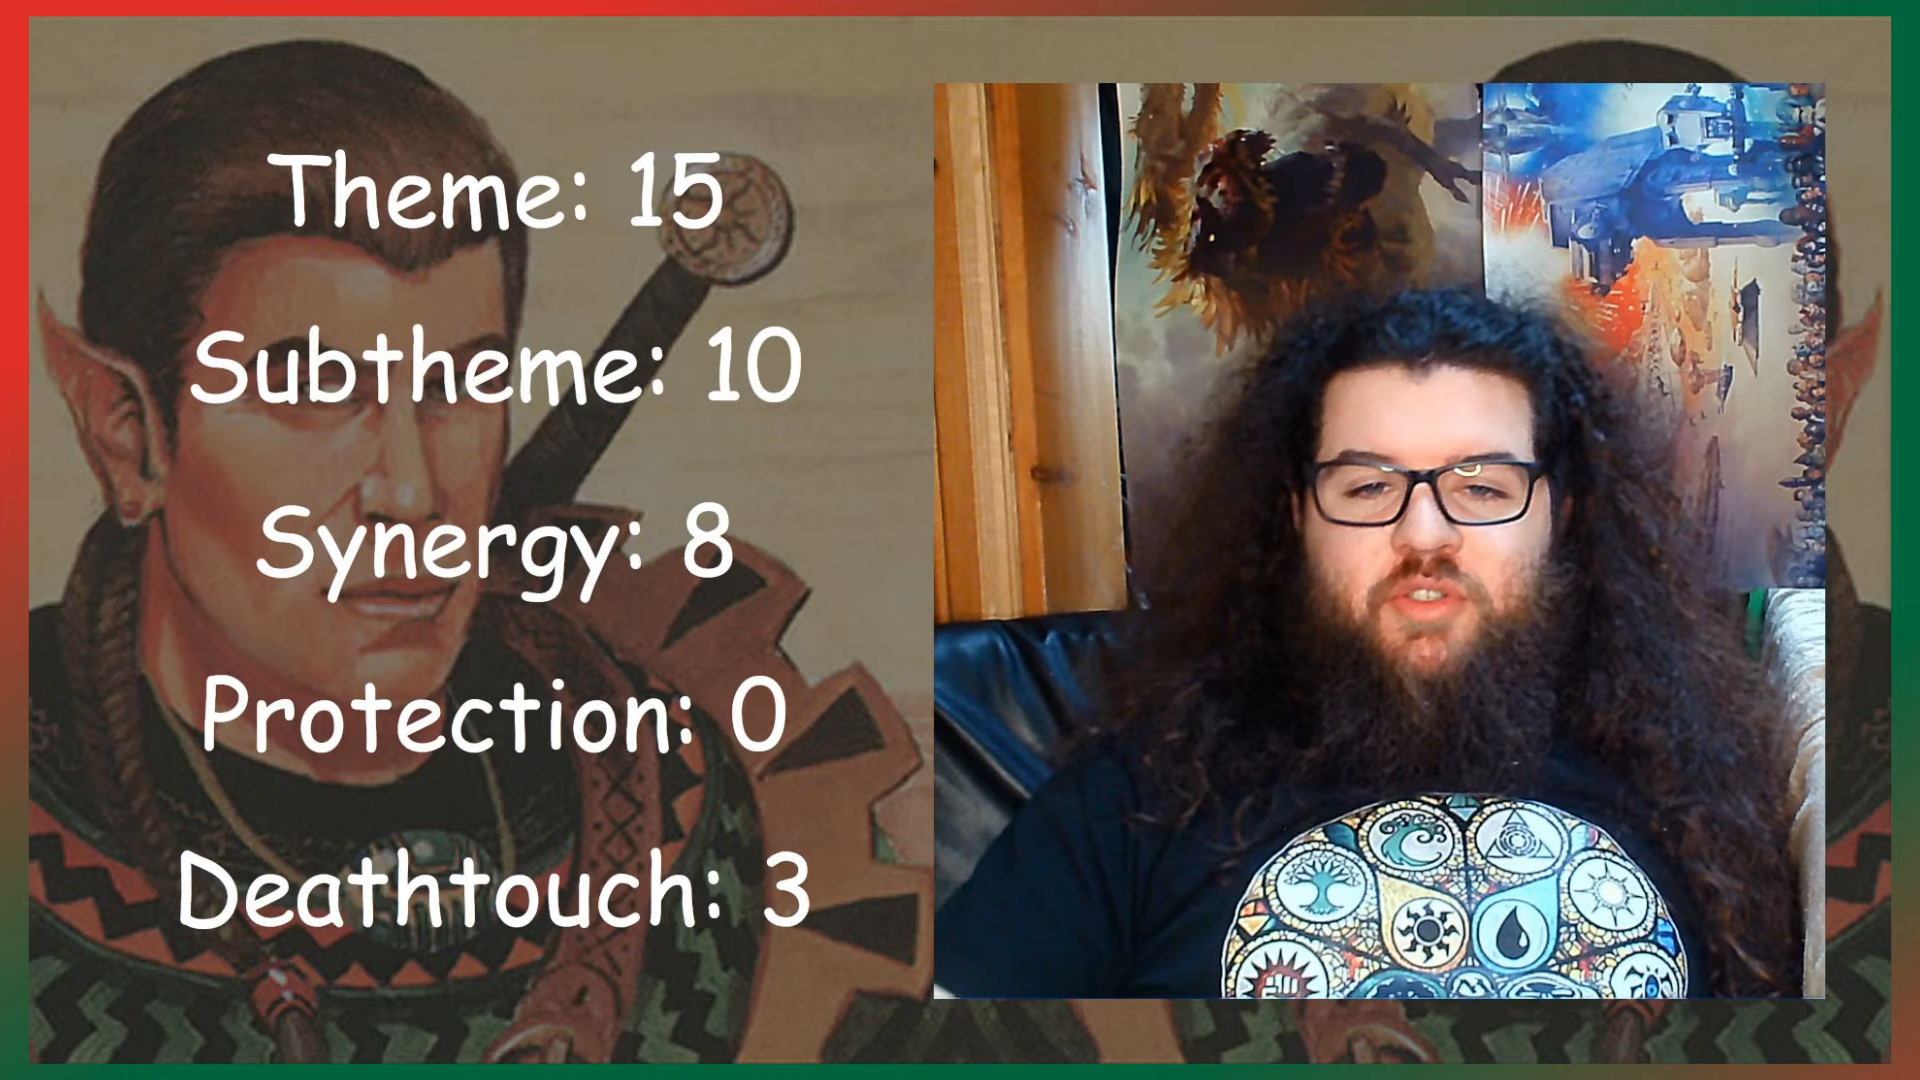 Theme: 15
Subtheme: 10
Synergy: 8
Protection: 0
Deathtouch: 3